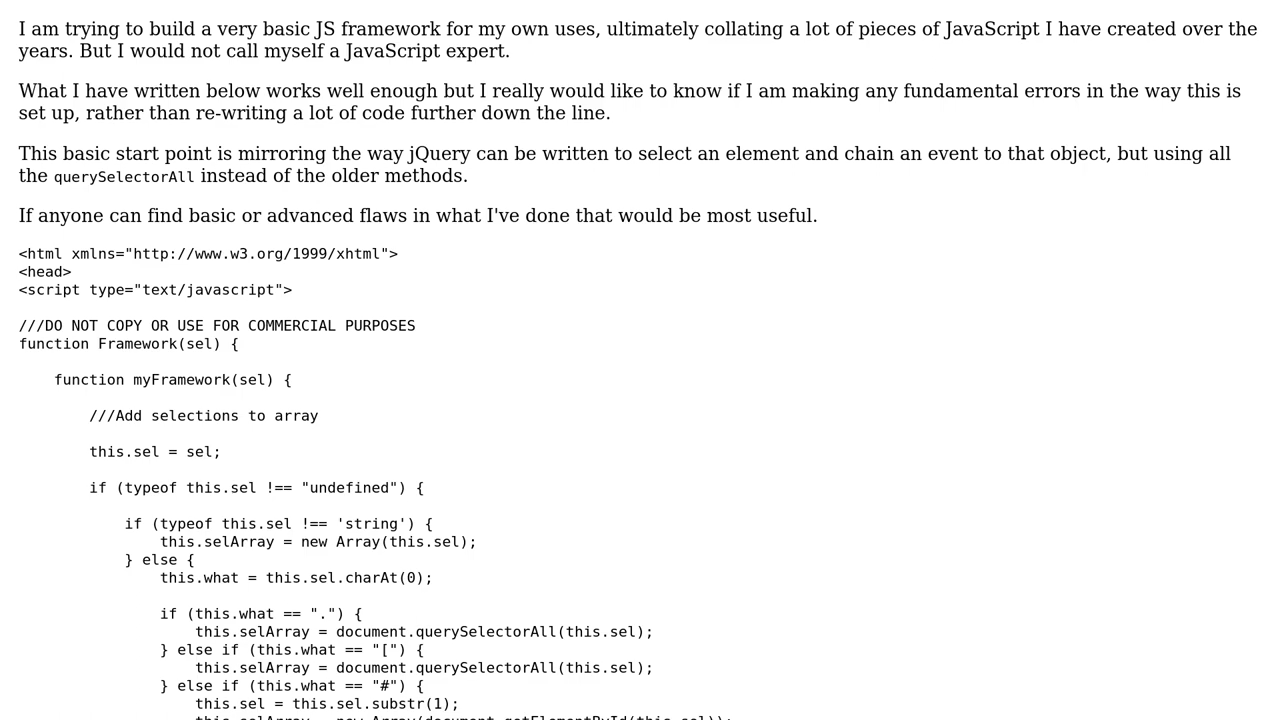 I am trying to build a very basic JS framework for my own uses, ultimately collating a lot of pieces of JavaScript I have created over the
years. But I would not call myself a JavaScript expert.
What I have written below works well enough but I really would like to know if I am making any fundamental errors in the way this is
set up, rather than re-writing a lot of code further down the line.
This basic start point is mirroring the way jQuery can be written to select an element and chain an event to that object, but using all
the querySelectorAll instead of the older methods.
If anyone can find basic or advanced flaws in what I've done that would be most useful.
<html xmlns="http://www.w3.org/1999/xhtml">
<head>
<script type="text/javascript">
///DO NOT COPY OR USE FOR COMMERCIAL PURPOSES
function Framework(sel) {
function myFramework(sel) {
///Add selections to array
this.sel = sel;
if (typeof this.sel !== "undefined") {
if (typeof this.sel !== 'string') {
this.selArray = new Array(this.sel);
} else {
this.what = this.sel.charAt(0);
if (this.what == ".") {
this.selArray = document.querySelectorAll(this.sel);
} else if (this.what == "[") {
this.selArray = document.querySelectorAll(this.sel);
} else if (this.what == "#") {
this.sel = this.sel.substr(1);
this.selArray = new Array(document.getElementById(this.sel));